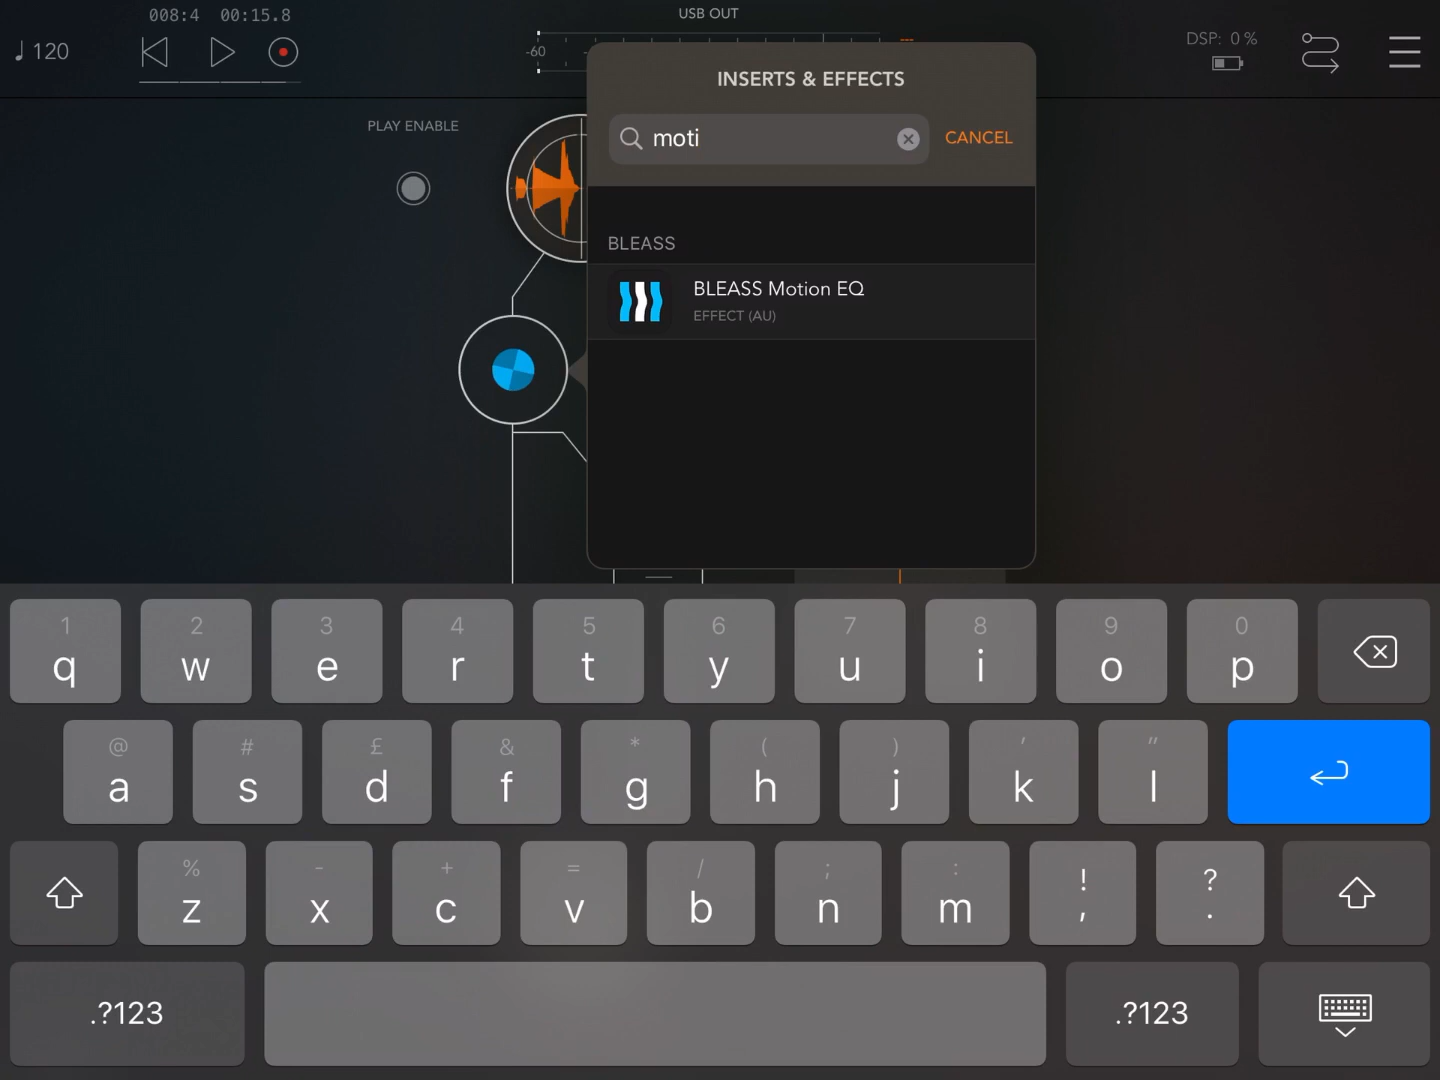 008:4 00:15.8
♩ 120
USB OUT
-60
DSP: 0 %
PLAY ENABLE
INSERTS & EFFECTS
moti
CANCEL
BLEASS
BLEASS Motion EQ
EFFECT (AU)
1 2 3 4 5 6 7 8 9 0
q w e r t y u i o p
@ # £ & * ( ) ' "
a s d f g h j k l
% - + = / ; : ! ?
z x c v b n m , .
.?123 .?123